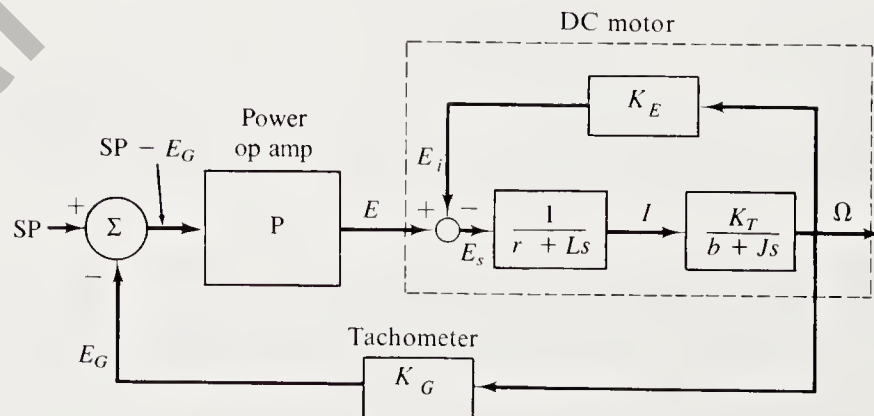 DC motor
K_E
Power
op amp
SP − E_G
E_i
SP
+
Σ
−
P
E
+
−
E_s
1
r + Ls
I
K_T
b + Js
Ω
E_G
Tachometer
K_G